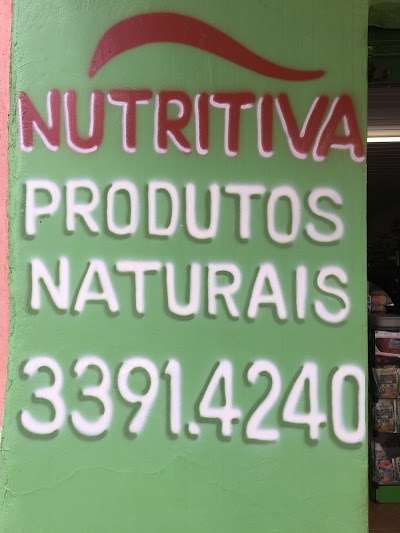 NUTRITIVA
PRODUTOS
NATURAIS
3391.4240